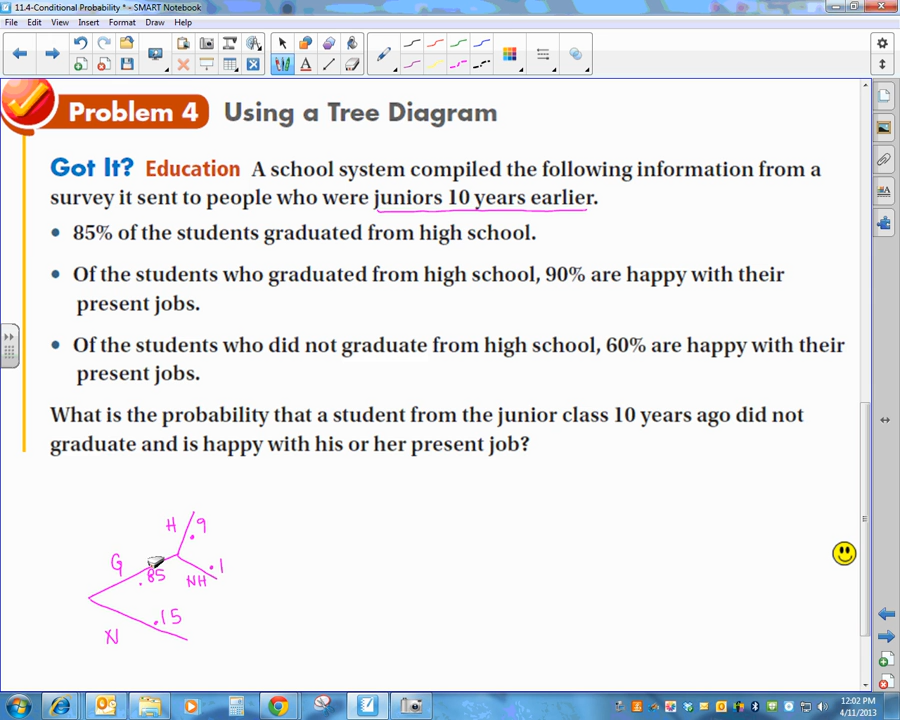 11.4-Conditional Probability * - SMART Notebook
File Edit View Insert Format Draw Help
Problem 4 Using a Tree Diagram
Got It? Education A school system compiled the following information from a
survey it sent to people who were juniors 10 years earlier.
• 85% of the students graduated from high school.
• Of the students who graduated from high school, 90% are happy with their
present jobs.
• Of the students who did not graduate from high school, 60% are happy with their
present jobs.
What is the probability that a student from the junior class 10 years ago did not
graduate and is happy with his or her present job?
H .9
G .85 NH .1
N .15
12:02 PM
4/11/2013